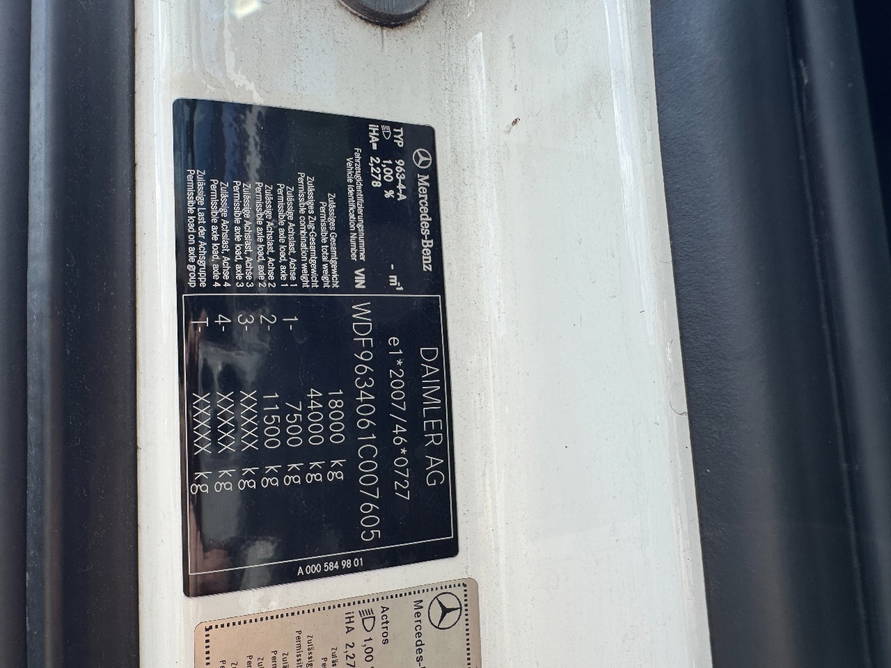 Mercedes-Benz
DAIMLER AG
TYP 963-4-A
1,00 % - m⁻¹
e1*2007/46*0727
iHA= 2,278
Fahrzeugidentifizierungsnummer
Vehicle Identification Number
VIN WDF9634061C007605
Zulässiges Gesamtgewicht
Permissible total weight
18000 kg
Zulässiges Zug-Gesamtgewicht
Permissible combination weight
44000 kg
Zulässige Achslast, Achse 1
Permissible axle load, axle 1
1- 7500 kg
Zulässige Achslast, Achse 2
Permissible axle load, axle 2
2- 11500 kg
Zulässige Achslast, Achse 3
Permissible axle load, axle 3
3- XXXXX kg
Zulässige Achslast, Achse 4
Permissible axle load, axle 4
4- XXXXX kg
Zulässige Last der Achsgruppe
Permissible load on axle group
T- XXXXX kg
A 000 584 98 01
Mercedes-
Actros
1,00
iHA 2,27